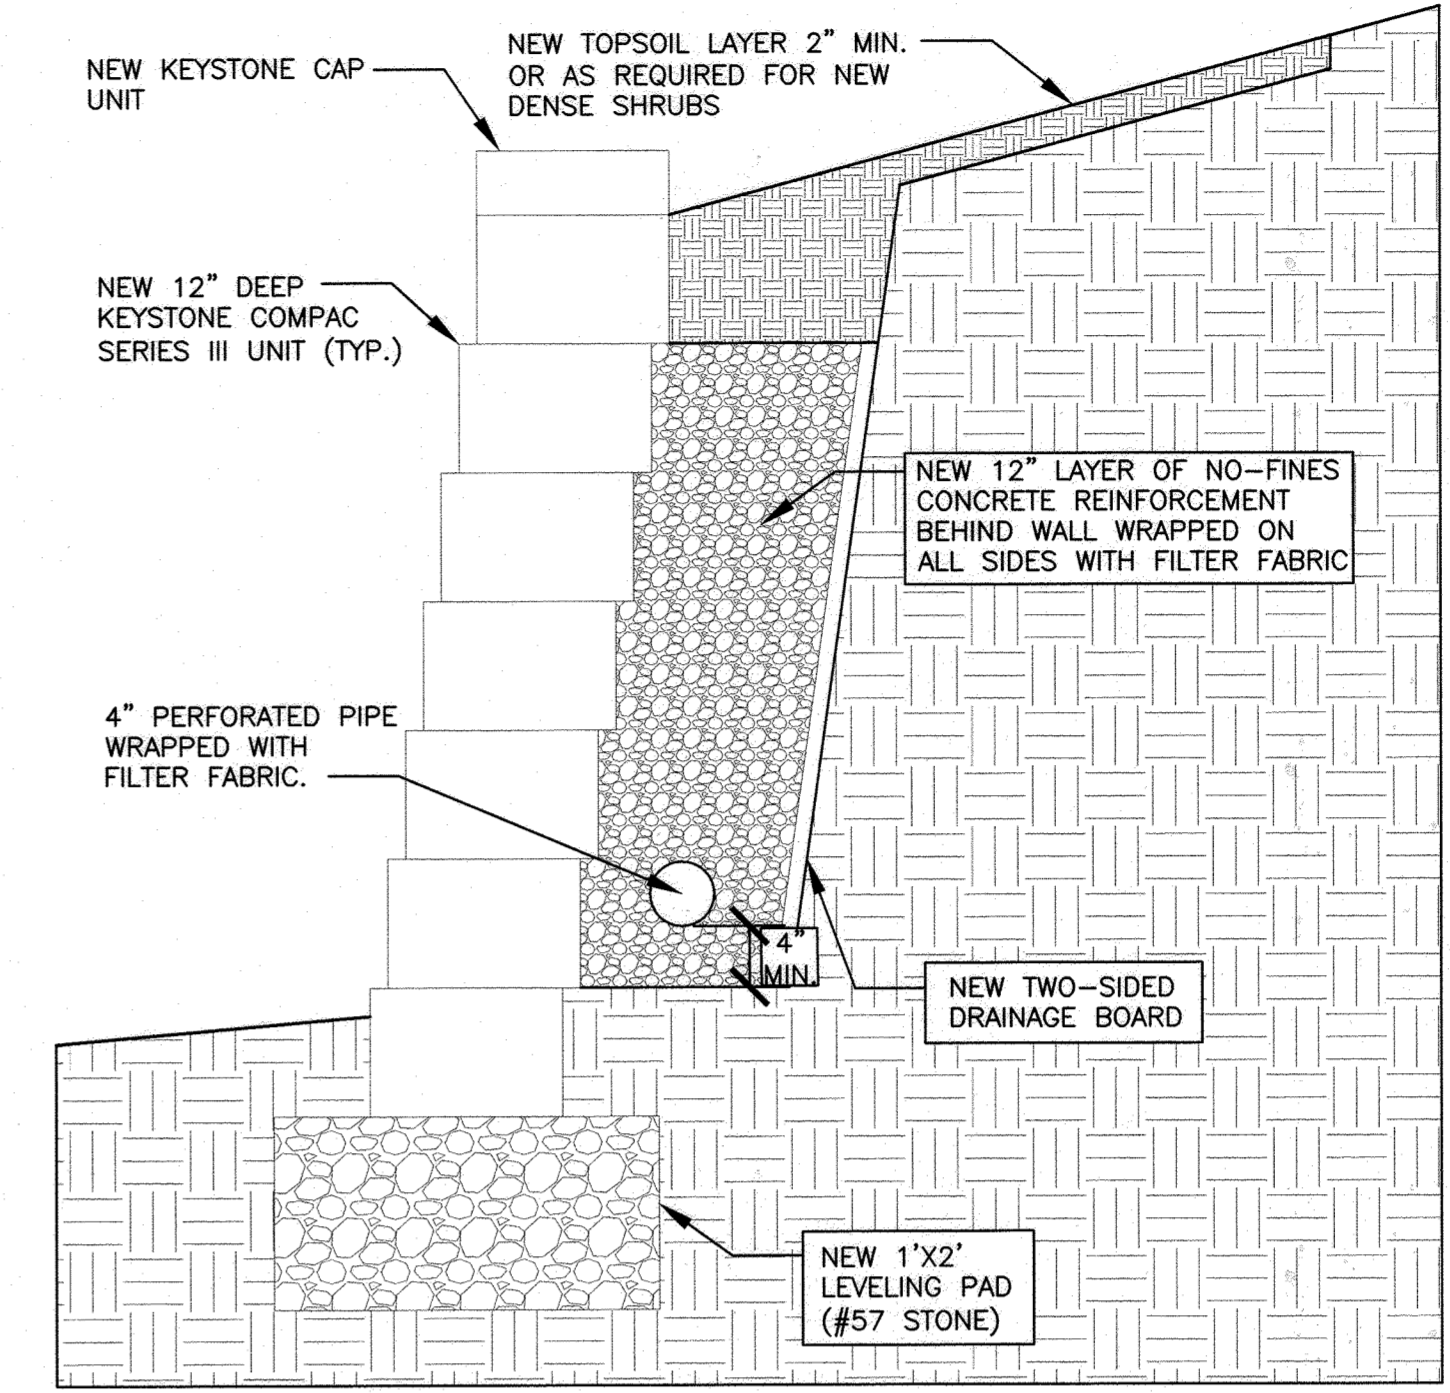 NEW KEYSTONE CAP
UNIT
NEW TOPSOIL LAYER 2" MIN.
OR AS REQUIRED FOR NEW
DENSE SHRUBS
NEW 12" DEEP
KEYSTONE COMPAC
SERIES III UNIT (TYP.)
NEW 12" LAYER OF NO-FINES
CONCRETE REINFORCEMENT
BEHIND WALL WRAPPED ON
ALL SIDES WITH FILTER FABRIC
4" PERFORATED PIPE
WRAPPED WITH
FILTER FABRIC.
4"
MIN.
NEW TWO-SIDED
DRAINAGE BOARD
NEW 1'X2'
LEVELING PAD
(#57 STONE)